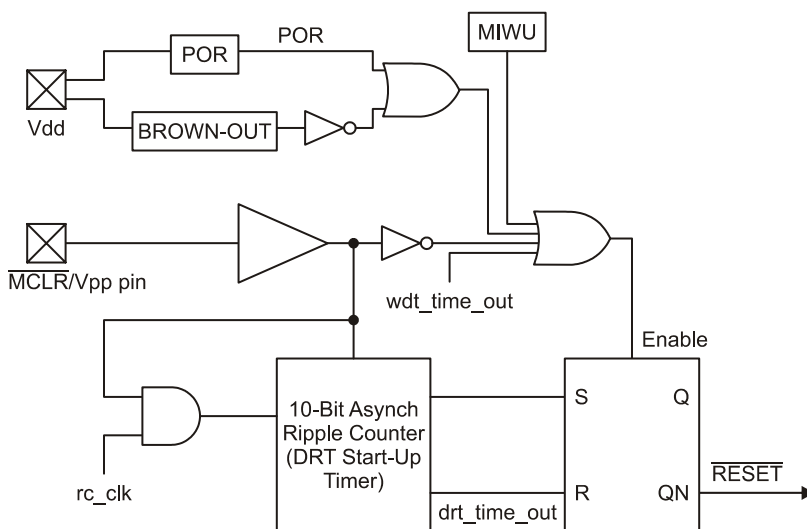 MIWU
POR
POR
BROWN-OUT
Vdd
MCLR/Vpp pin
wdt_time_out
Enable
10-Bit Asynch
Ripple Counter
(DRT Start-Up
Timer)
S
Q
R
QN
RESET
rc_clk
drt_time_out